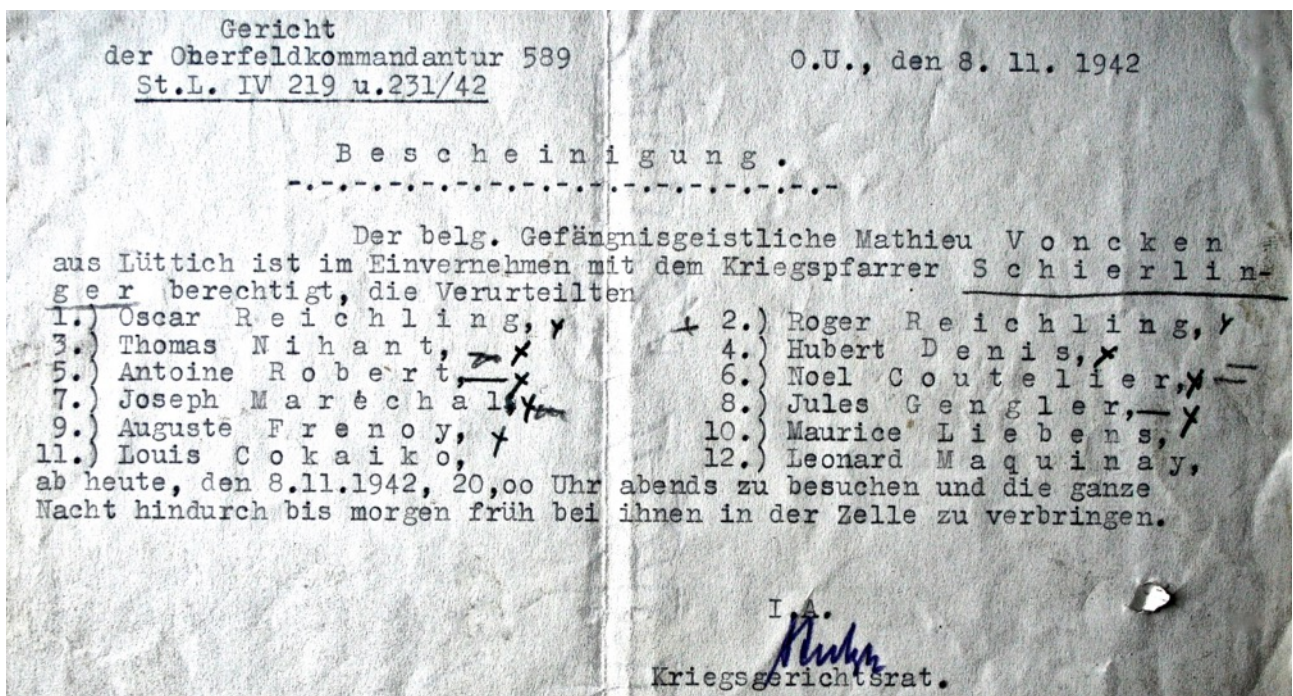 Gericht
der Oberfeldkommandantur 589
O.U., den 8. 11. 1942
St.L. IV 219 u.231/42
B e s c h e i n i g u n g .
-.-.-.-.-.-.-.-.-.-.-.-.-.-.-.-.-
Der belg. Gefängnisgeistliche Mathieu V o n c k e n
aus Lüttich ist im Einvernehmen mit dem Kriegspfarrer S c h i e r l i n-
g e r berechtigt, die Verurteilten
1.) Oscar R e i c h l i n g, 2.) Roger R e i c h l i n g,
3.) Thomas N i h a n t, 4.) Hubert D e n i s,
5.) Antoine R o b e r t, 6.) Noel C o u t e l i e r,
7.) Joseph M a r é c h a l, 8.) Jules G e n g l e r,
9.) Auguste F r e n o y, 10.) Maurice L i e b e n s,
11.) Louis C o k a i k o, 12.) Leonard M a q u i n a y,
ab heute, den 8.11.1942, 20,oo Uhr abends zu besuchen und die ganze
Nacht hindurch bis morgen früh bei ihnen in der Zelle zu verbringen.
I.A.
Kriegsgerichtsrat.